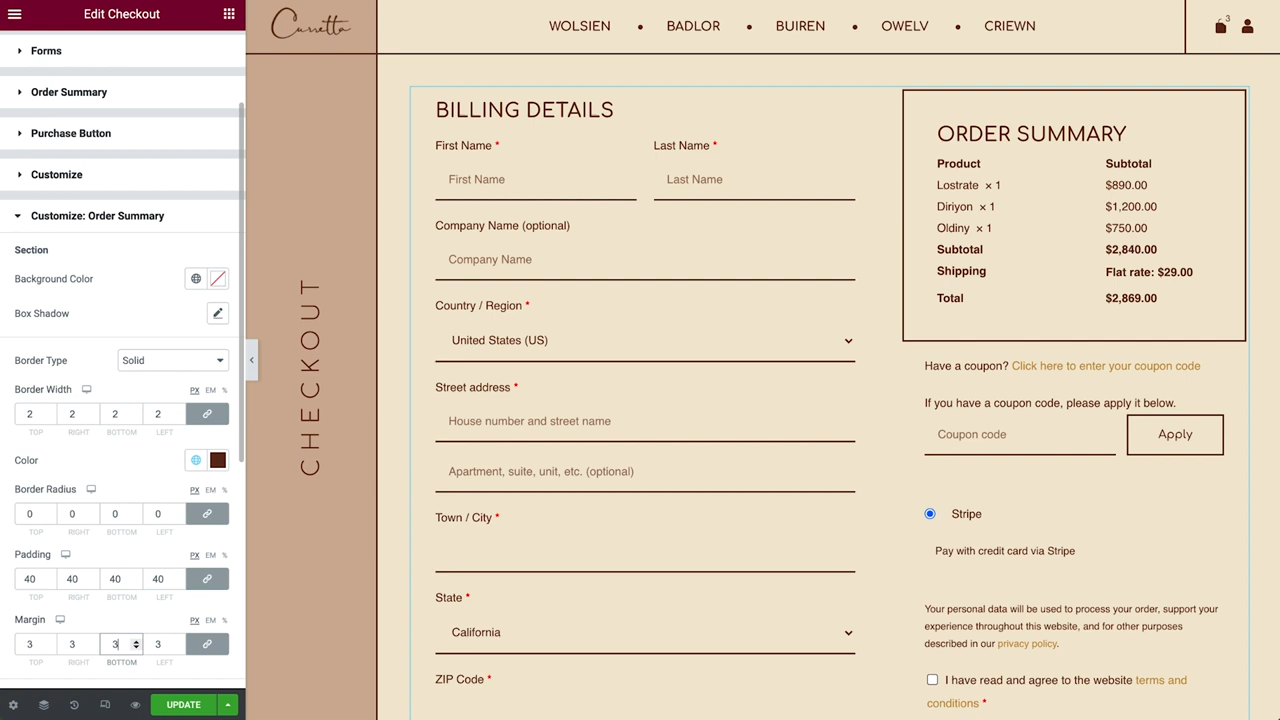 Edit Checkout
Forms
Order Summary
Purchase Button
Customize
Customize: Order Summary
Section
Background Color
Box Shadow
Border Type Solid
Border Width PX EM %
2 2 2 2
TOP RIGHT BOTTOM LEFT
Color
Border Radius PX EM %
0 0 0 0
TOP RIGHT BOTTOM LEFT
Padding PX EM %
40 40 40 40
TOP RIGHT BOTTOM LEFT
Margin PX EM %
3 3 3 3
TOP RIGHT BOTTOM LEFT
UPDATE
Curretta
WOLSIEN • BADLOR • BUIREN • OWELV • CRIEWN
3
CHECKOUT
BILLING DETAILS
First Name * Last Name *
First Name Last Name
Company Name (optional)
Company Name
Country / Region *
United States (US)
Street address *
House number and street name
Apartment, suite, unit, etc. (optional)
Town / City *
State *
California
ZIP Code *
ORDER SUMMARY
Product Subtotal
Lostrate × 1 $890.00
Diriyon × 1 $1,200.00
Oldiny × 1 $750.00
Subtotal $2,840.00
Shipping Flat rate: $29.00
Total $2,869.00
Have a coupon? Click here to enter your coupon code
If you have a coupon code, please apply it below.
Coupon code Apply
Stripe
Pay with credit card via Stripe
Your personal data will be used to process your order, support your
experience throughout this website, and for other purposes
described in our privacy policy.
I have read and agree to the website terms and
conditions *